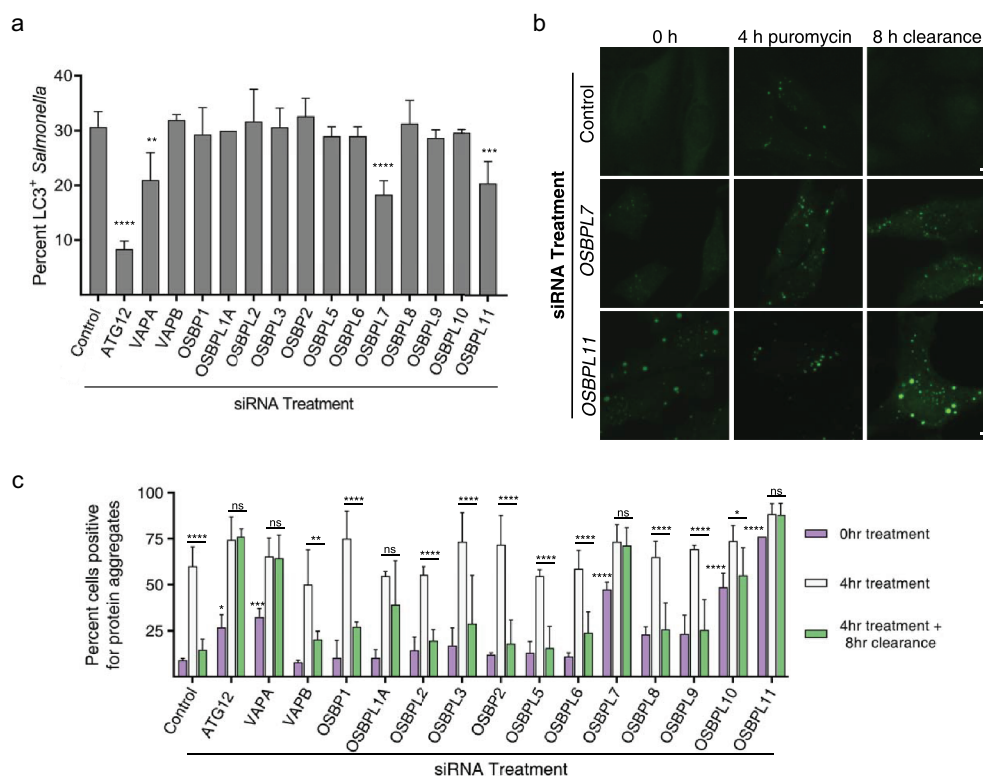 a
Percent LC3+ Salmonella
40
30
20
10
****
**
****
***
Control
ATG12
VAPA
VAPB
OSBP1
OSBPL1A
OSBPL2
OSBPL3
OSBP2
OSBPL5
OSBPL6
OSBPL7
OSBPL8
OSBPL9
OSBPL10
OSBPL11
siRNA Treatment
b
0 h
4 h puromycin
8 h clearance
siRNA Treatment
Control
OSBPL7
OSBPL11
c
Percent cells positive
for protein aggregates
100
75
50
25
****
*
ns
***
ns
**
****
ns
****
****
****
****
****
****
ns
****
****
****
*
****
ns
Control
ATG12
VAPA
VAPB
OSBP1
OSBPL1A
OSBPL2
OSBPL3
OSBP2
OSBPL5
OSBPL6
OSBPL7
OSBPL8
OSBPL9
OSBPL10
OSBPL11
siRNA Treatment
0hr treatment
4hr treatment
4hr treatment +
8hr clearance